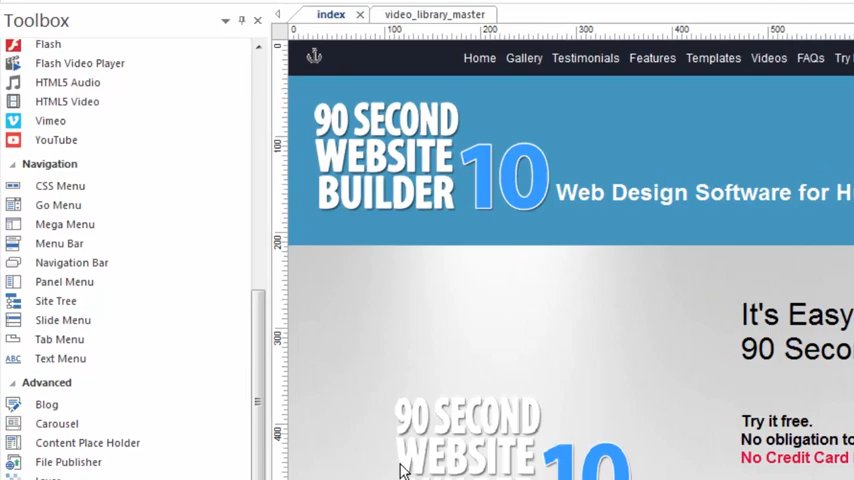 Toolbox
Flash
Flash Video Player
HTML5 Audio
HTML5 Video
Vimeo
YouTube
Navigation
CSS Menu
Go Menu
Mega Menu
Menu Bar
Navigation Bar
Panel Menu
Site Tree
Slide Menu
Tab Menu
ABC Text Menu
Advanced
Blog
Carousel
Content Place Holder
File Publisher
index
video_library_master
0 100 200 300 400 500
0
100
200
300
400
Home Gallery Testimonials Features Templates Videos FAQs Try
90 SECOND
WEBSITE
BUILDER 10
Web Design Software for H
It's Easy
90 Seco
90 SECOND
WEBSITE 10
Try it free.
No obligation to
No Credit Card